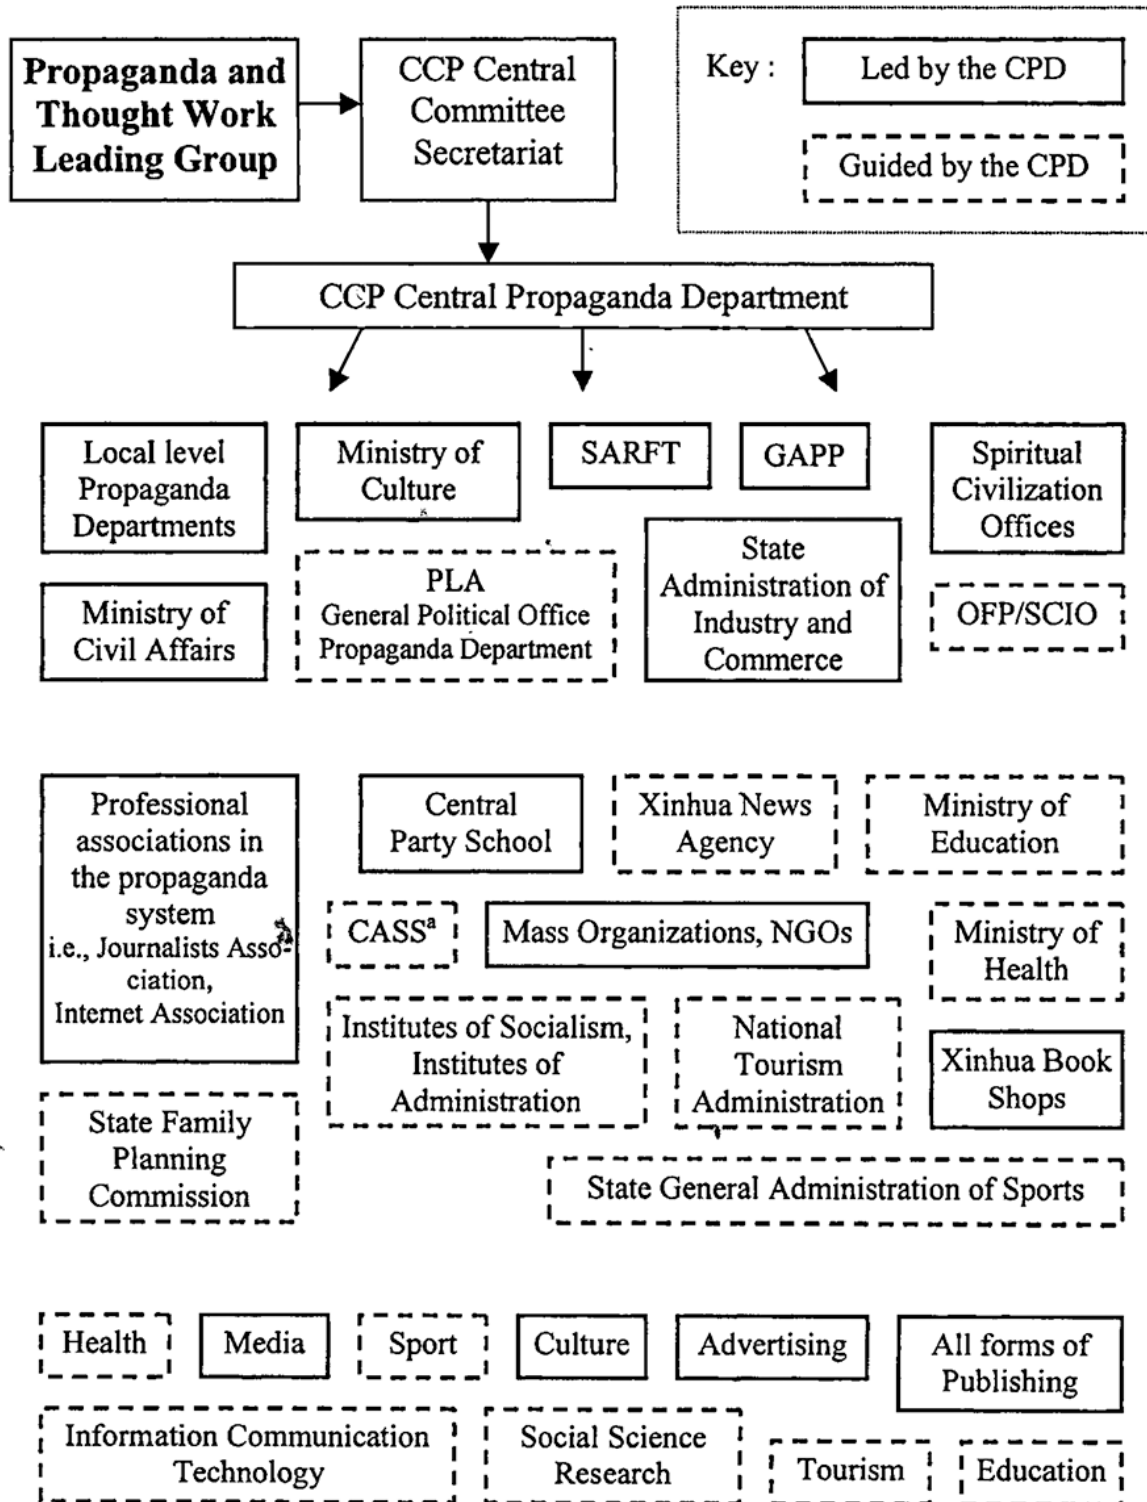 Propaganda and
Thought Work
Leading Group
CCP Central
Committee
Secretariat
Key :
Led by the CPD
Guided by the CPD
CCP Central Propaganda Department
Local level
Propaganda
Departments
Ministry of
Culture
SARFT
GAPP
Spiritual
Civilization
Offices
Ministry of
Civil Affairs
PLA
General Political Office
Propaganda Department
State
Administration of
Industry and
Commerce
OFP/SCIO
Professional
associations in
the propaganda
system
i.e., Journalists Asso-
ciation,
Internet Association
Central
Party School
Xinhua News
Agency
Ministry of
Education
CASSᵃ
Mass Organizations, NGOs
Ministry of
Health
Institutes of Socialism,
Institutes of
Administration
National
Tourism
Administration
Xinhua Book
Shops
State Family
Planning
Commission
State General Administration of Sports
Health
Media
Sport
Culture
Advertising
All forms of
Publishing
Information Communication
Technology
Social Science
Research
Tourism
Education